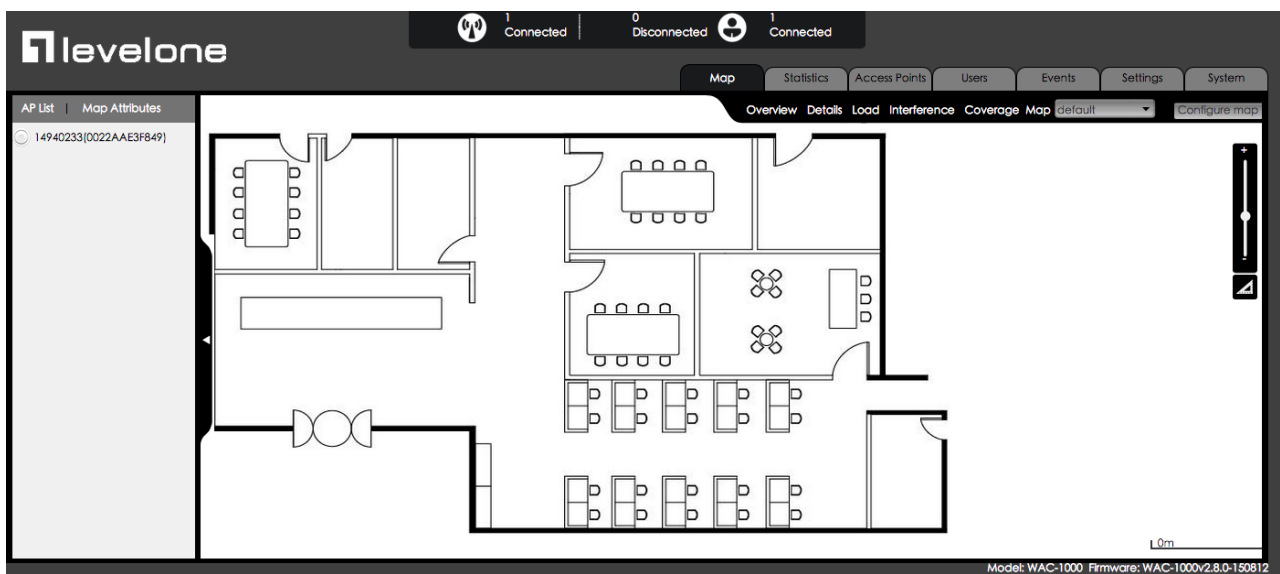 levelone
1 Connected
0 Disconnected
1 Connected
Map Statistics Access Points Users Events Settings System
AP List | Map Attributes
Overview Details Load Interference Coverage Map default Configure map
14940233(0022AAE3F849)
+
-
0m
Model: WAC-1000 Firmware: WAC-1000v2.8.0-150812